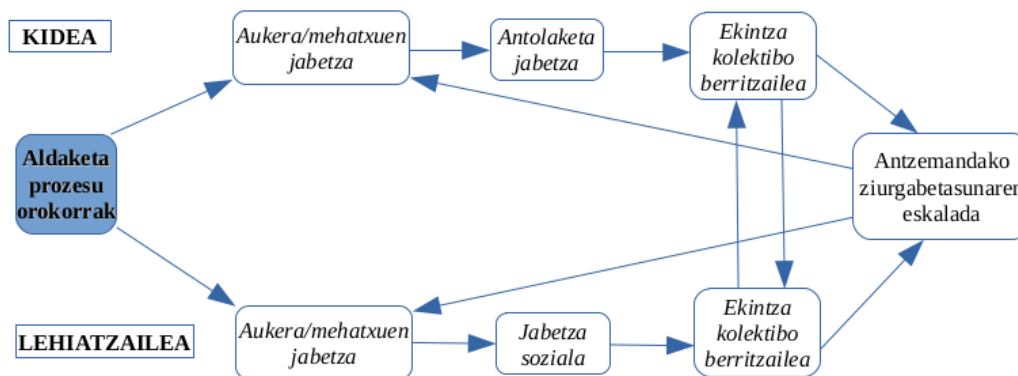 KIDEA
Aukera/mehatxuen
jabetza
Antolaketa
jabetza
Ekintza
kolektibo
berritzailea
Aldaketa
prozesu
orokorrak
Antzemandako
ziurgabetasunaren
eskalada
LEHIATZAILEA
Aukera/mehatxuen
jabetza
Jabetza
soziala
Ekintza
kolektibo
berritzailea